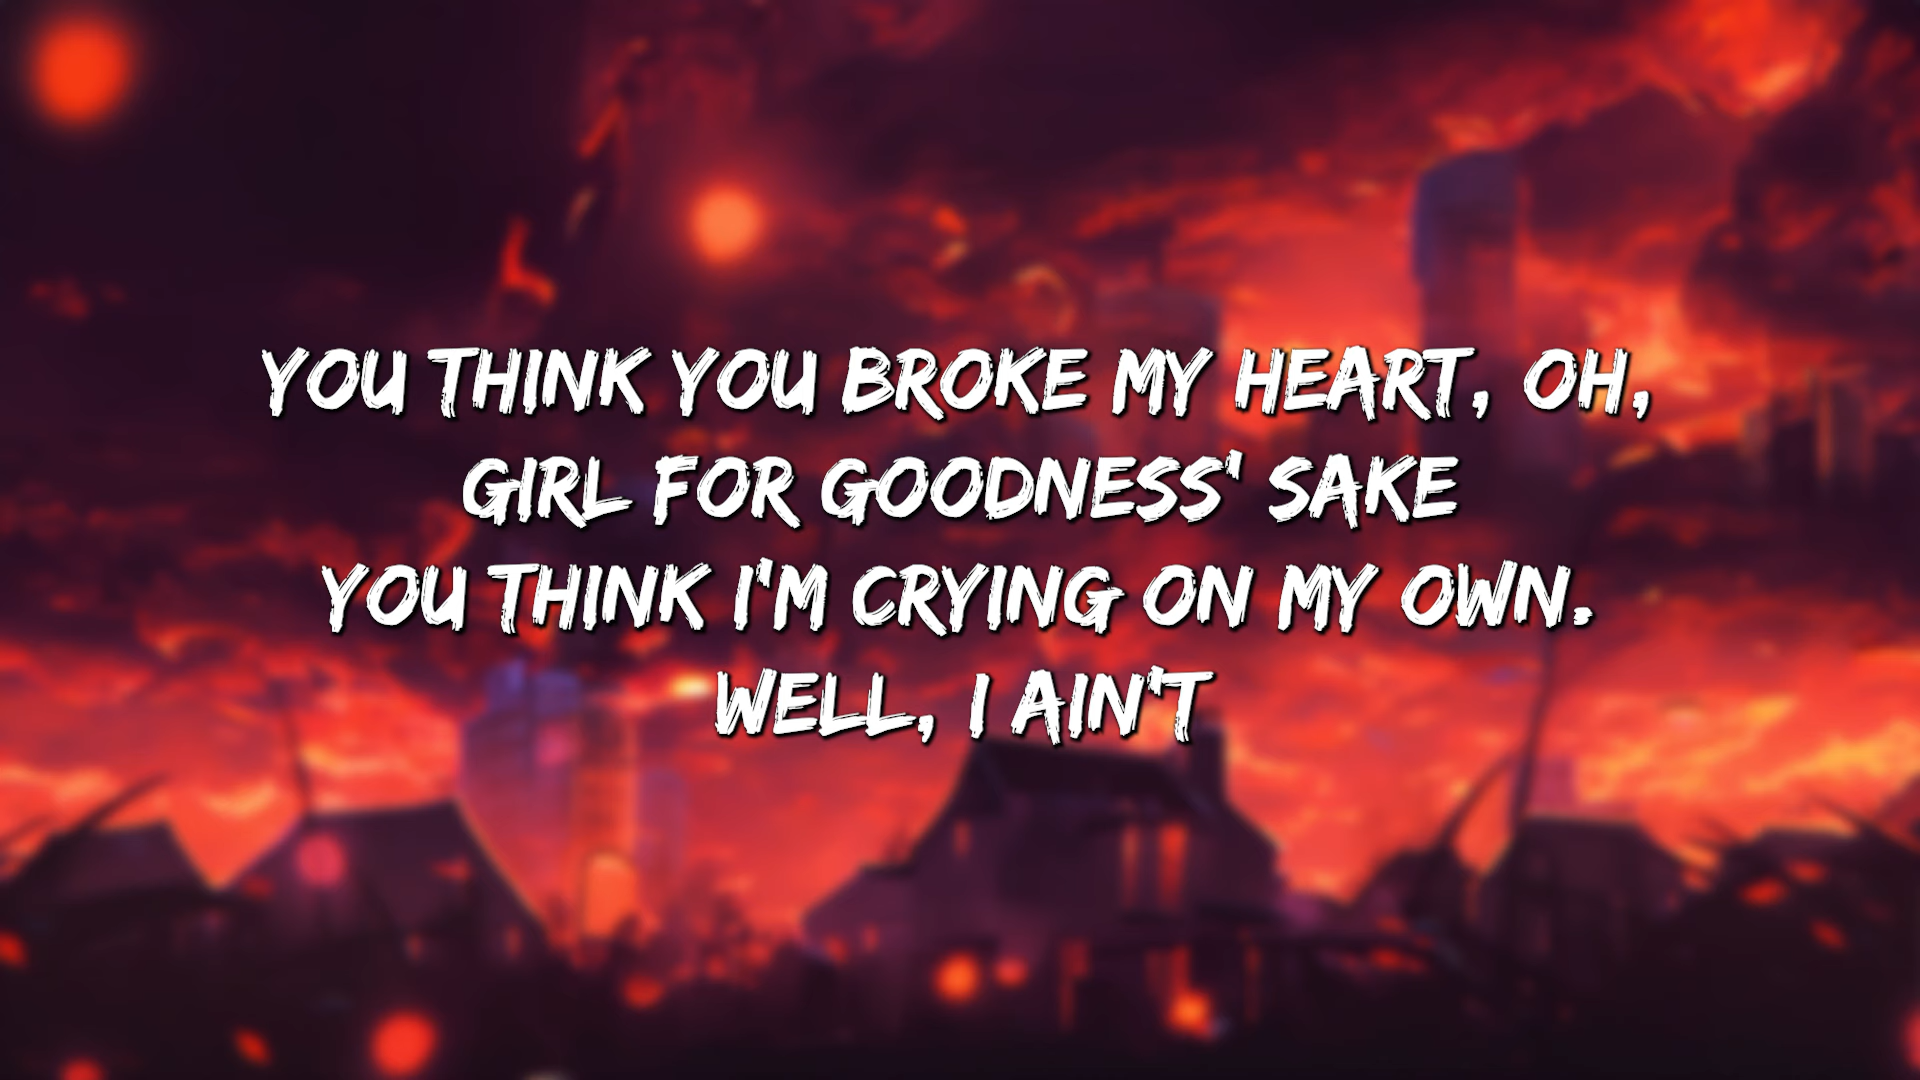 YOU THINK YOU BROKE MY HEART, OH,
GIRL FOR GOODNESS' SAKE
YOU THINK I'M CRYING ON MY OWN.
WELL, I AIN'T